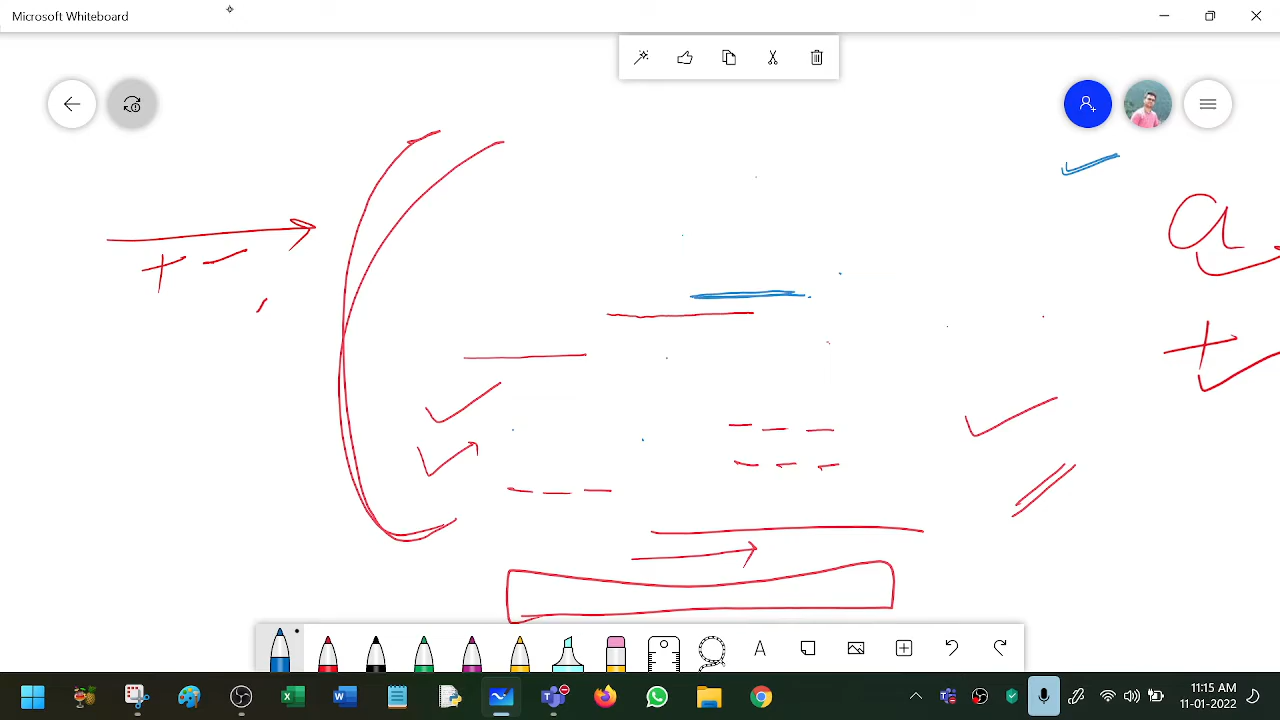 Microsoft Whiteboard
+ -
a
+
A
11:15 AM
11-01-2022